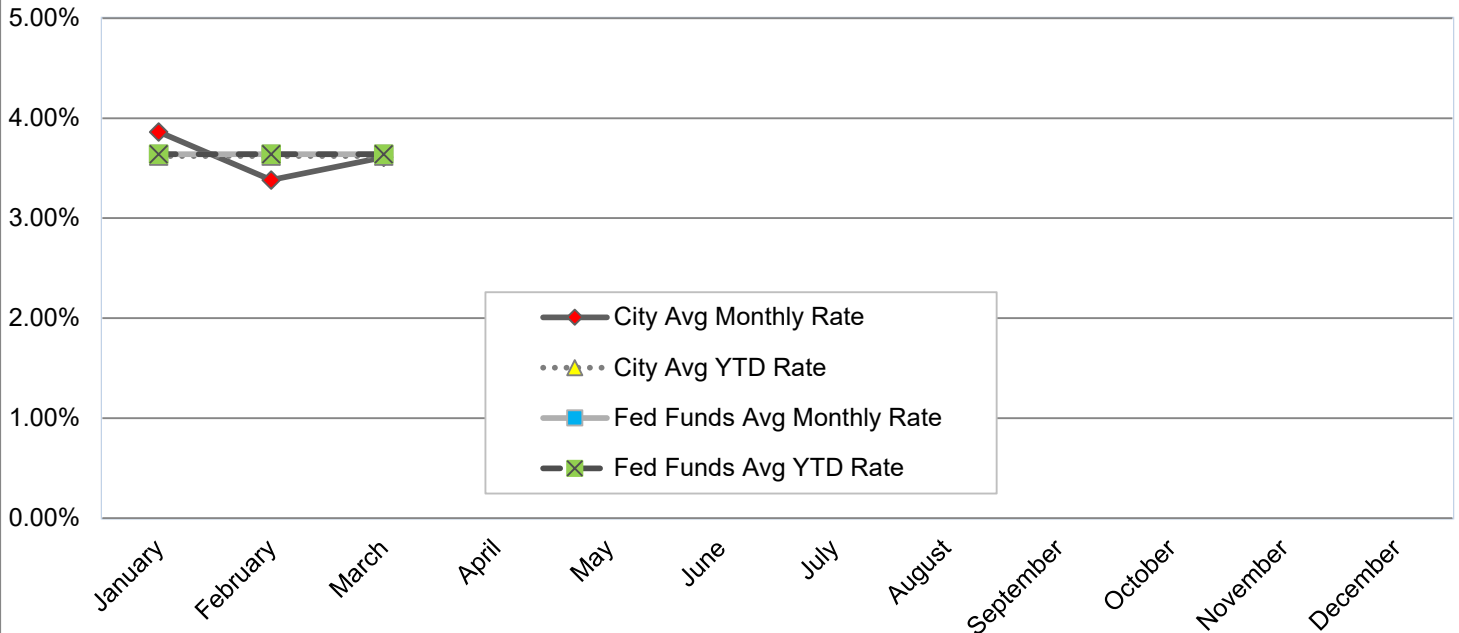 5.00%
4.00%
3.00%
2.00%
1.00%
0.00%
City Avg Monthly Rate
City Avg YTD Rate
Fed Funds Avg Monthly Rate
Fed Funds Avg YTD Rate
January
February
March
April
May
June
July
August
September
October
November
December